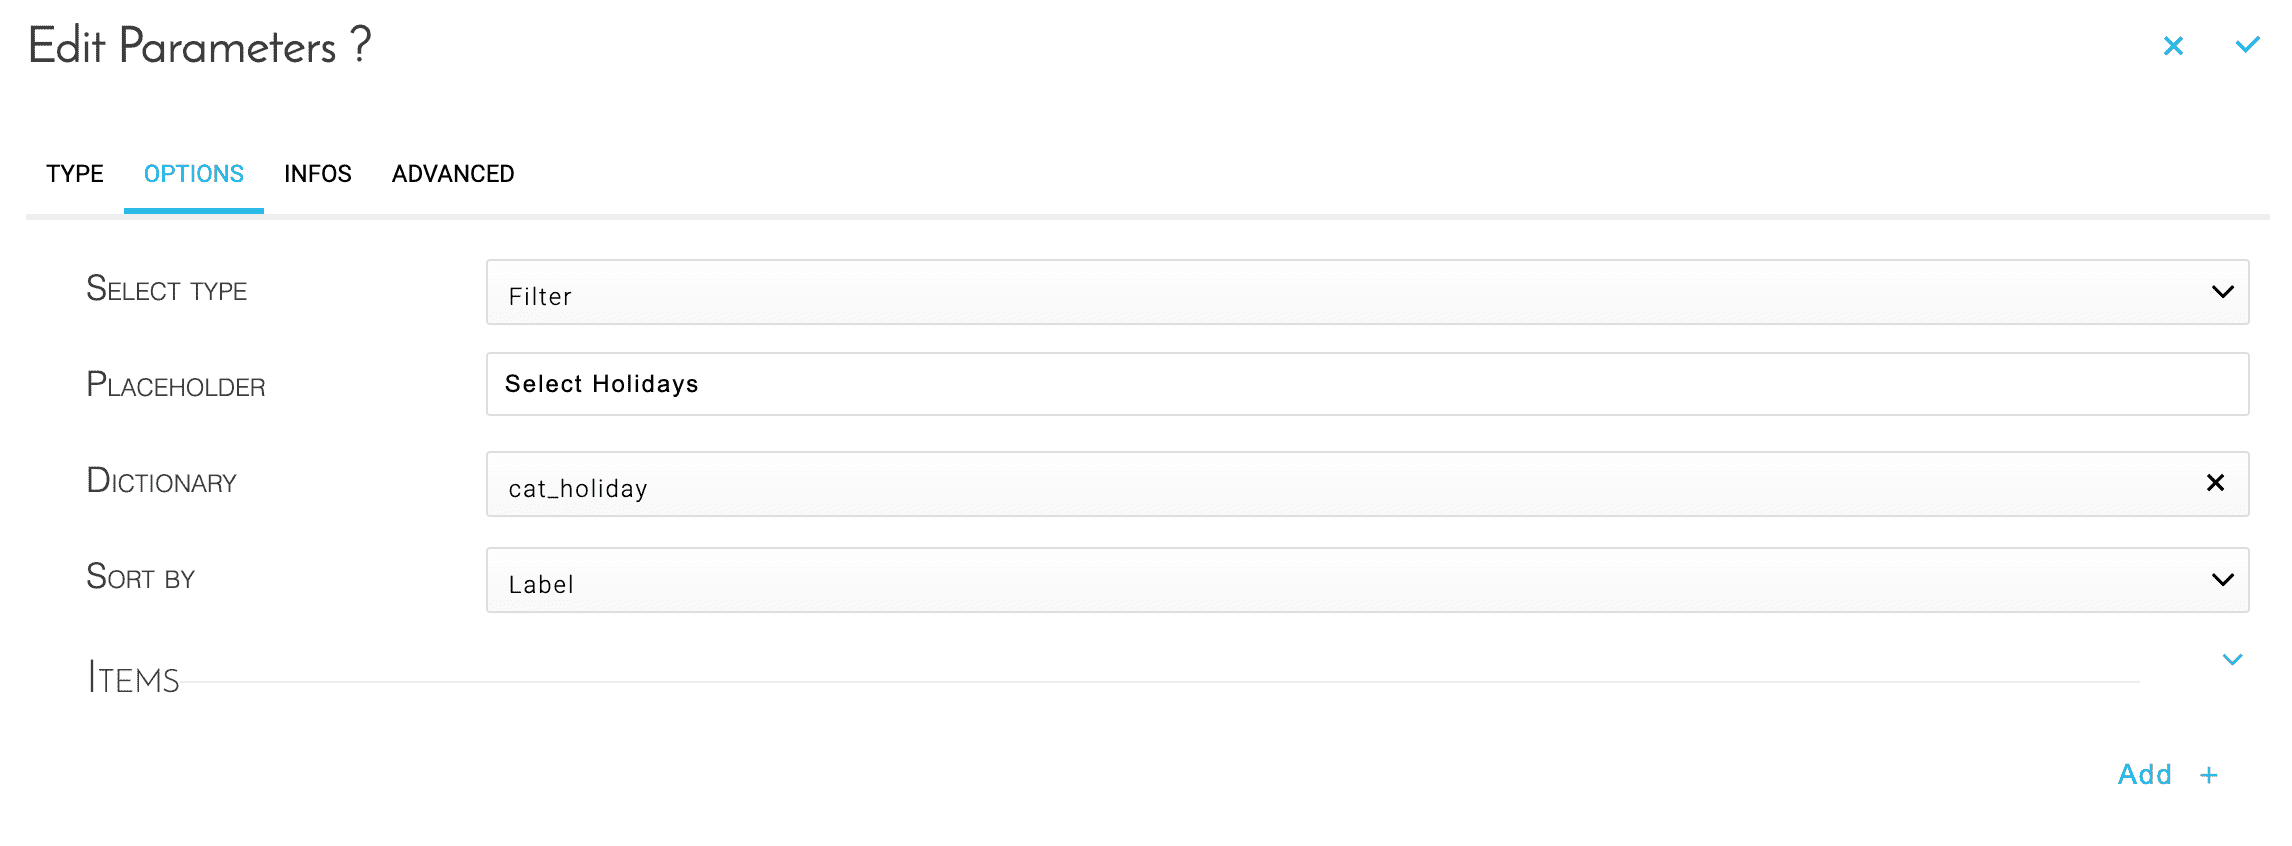 Edit Parameters ?
TYPE OPTIONS INFOS ADVANCED
Select type Filter
Placeholder Select Holidays
Dictionary cat_holiday
Sort by Label
Items
Add +